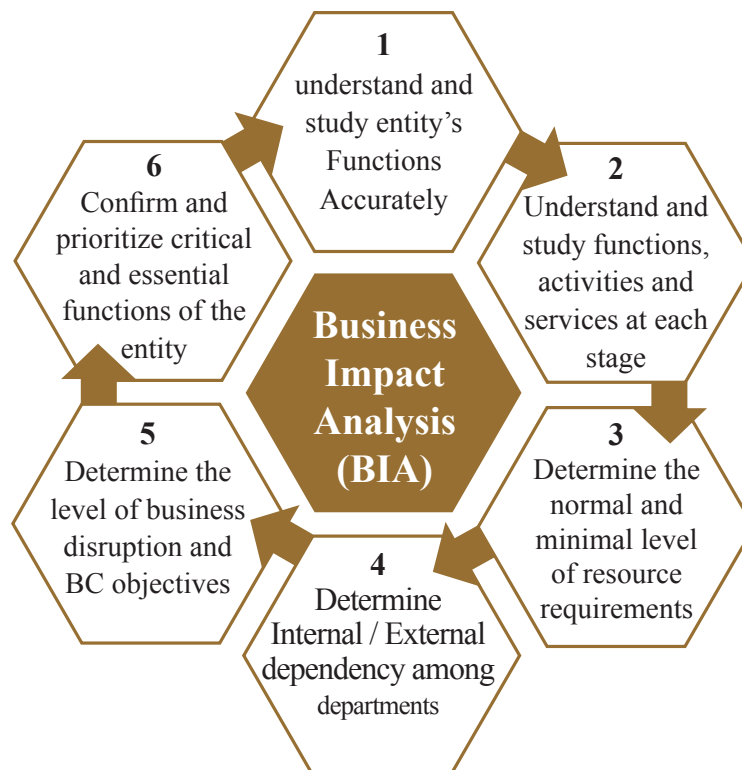 1
understand and
study entity’s
Functions
Accurately
2
Understand and
study functions,
activities and
services at each
stage
3
Determine the
normal and
minimal level
of resource
requirements
4
Determine
Internal / External
dependency among
departments
5
Determine the
level of business
disruption and
BC objectives
6
Confirm and
prioritize critical
and essential
functions of the
entity
Business
Impact
Analysis
(BIA)